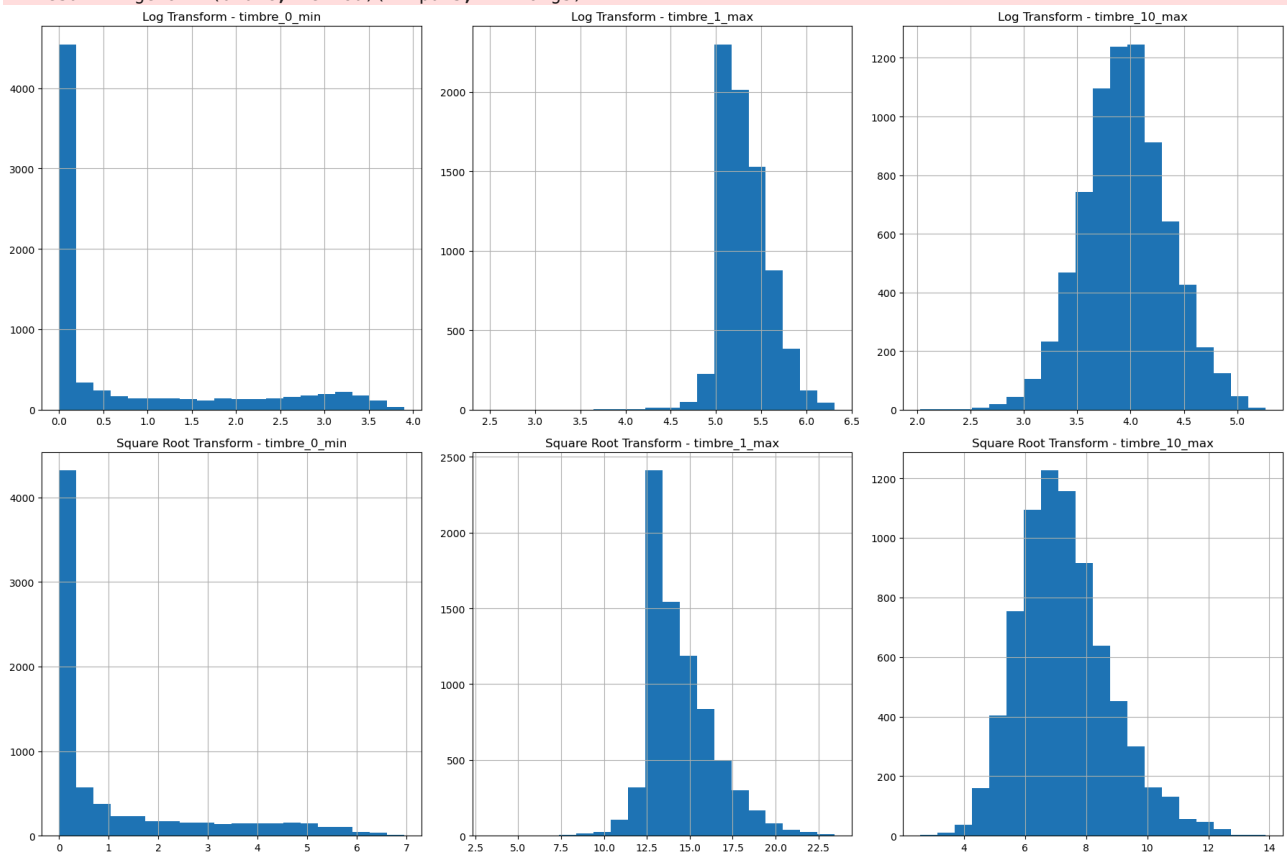 Log Transform - timbre_0_min
Log Transform - timbre_1_max
Log Transform - timbre_10_max
4000
3000
2000
1000
0
0.0 0.5 1.0 1.5 2.0 2.5 3.0 3.5 4.0
2000
1500
1000
500
0
2.5 3.0 3.5 4.0 4.5 5.0 5.5 6.0 6.5
1200
1000
800
600
400
200
0
2.0 2.5 3.0 3.5 4.0 4.5 5.0
Square Root Transform - timbre_0_min
Square Root Transform - timbre_1_max
Square Root Transform - timbre_10_max
4000
3000
2000
1000
0
0 1 2 3 4 5 6 7
2500
2000
1500
1000
500
0
2.5 5.0 7.5 10.0 12.5 15.0 17.5 20.0 22.5
1200
1000
800
600
400
200
0
4 6 8 10 12 14